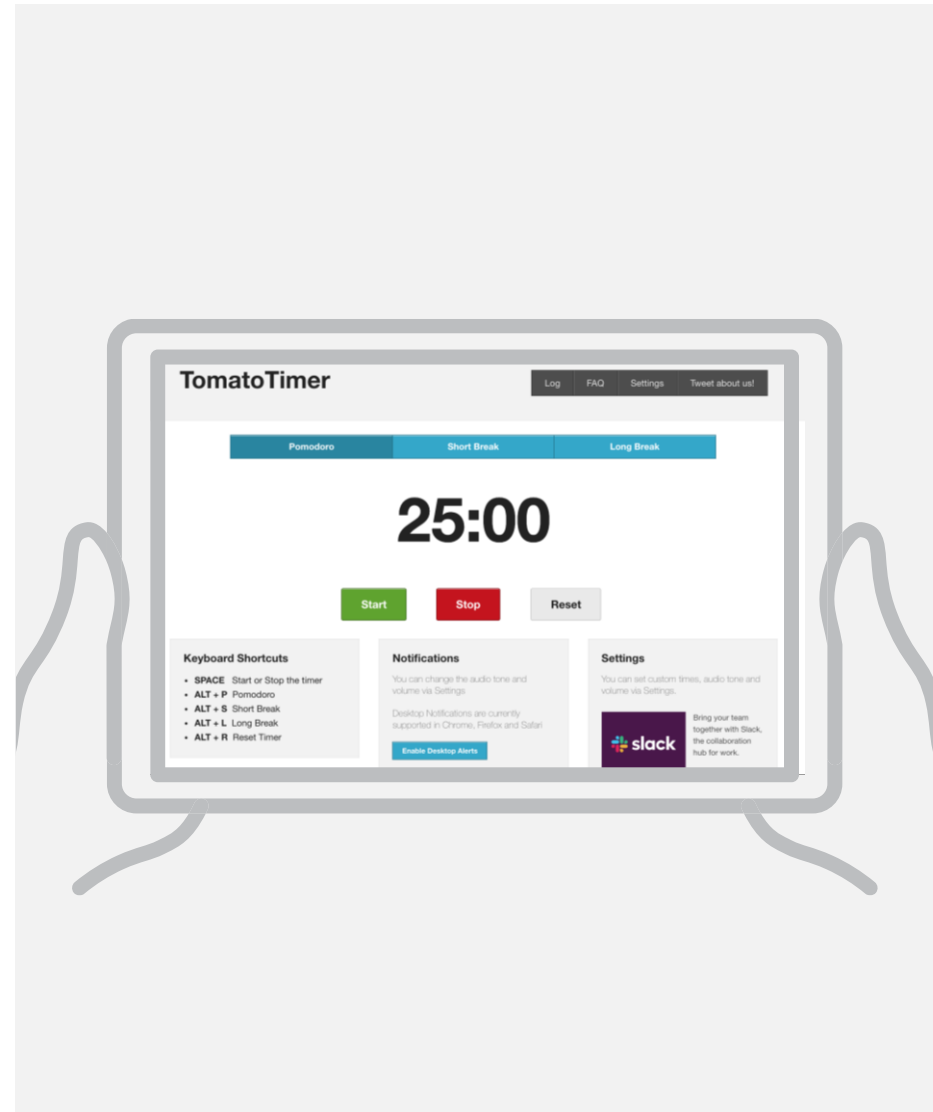 TomatoTimer
Log FAQ Settings Tweet about us!
Pomodoro Short Break Long Break
25:00
Start Stop Reset
Keyboard Shortcuts
• SPACE Start or Stop the timer
• ALT + P Pomodoro
• ALT + S Short Break
• ALT + L Long Break
• ALT + R Reset Timer
Notifications
You can change the audio tone and
volume via Settings
Desktop Notifications are currently
supported in Chrome, Firefox and Safari
Enable Desktop Alerts
Settings
You can set custom times, audio tone and
volume via Settings.
slack
Bring your team
together with Slack,
the collaboration
hub for work.